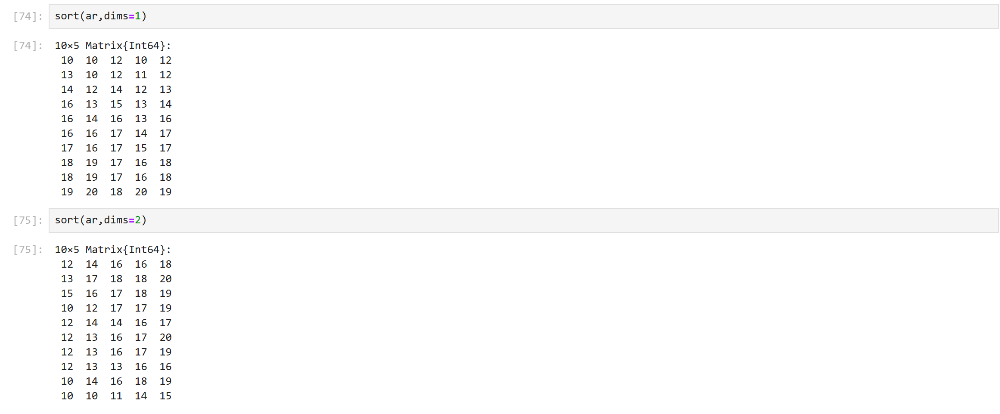 [74]: sort(ar,dims=1)
[74]: 10×5 Matrix{Int64}:
10 10 12 10 12
13 10 12 11 12
14 12 14 12 13
16 13 15 13 14
16 14 16 13 16
16 16 17 14 17
17 16 17 15 17
18 19 17 16 18
18 19 17 16 18
19 20 18 20 19
[75]: sort(ar,dims=2)
[75]: 10×5 Matrix{Int64}:
12 14 16 16 18
13 17 18 18 20
15 16 17 18 19
10 12 17 17 19
12 14 14 16 17
12 13 16 17 20
12 13 16 17 19
12 13 13 16 16
10 14 16 18 19
10 10 11 14 15